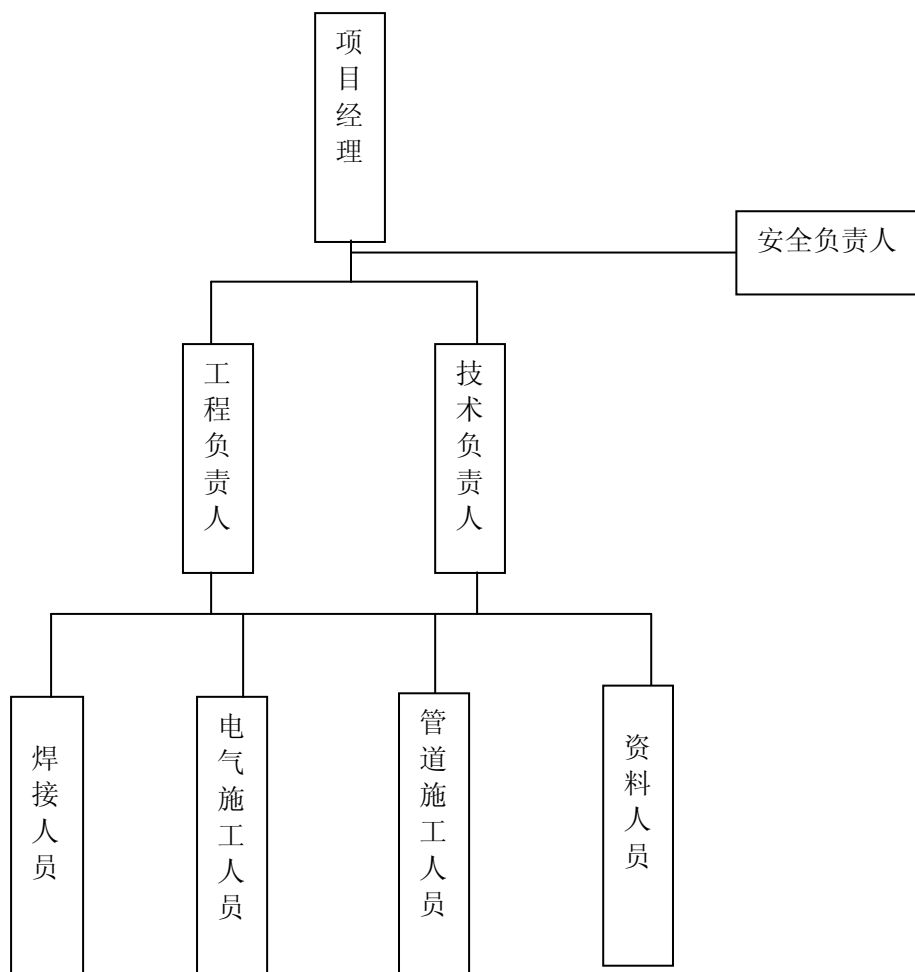 项目经理
安全负责人
工程负责人
技术负责人
焊接人员
电气施工人员
管道施工人员
资料人员